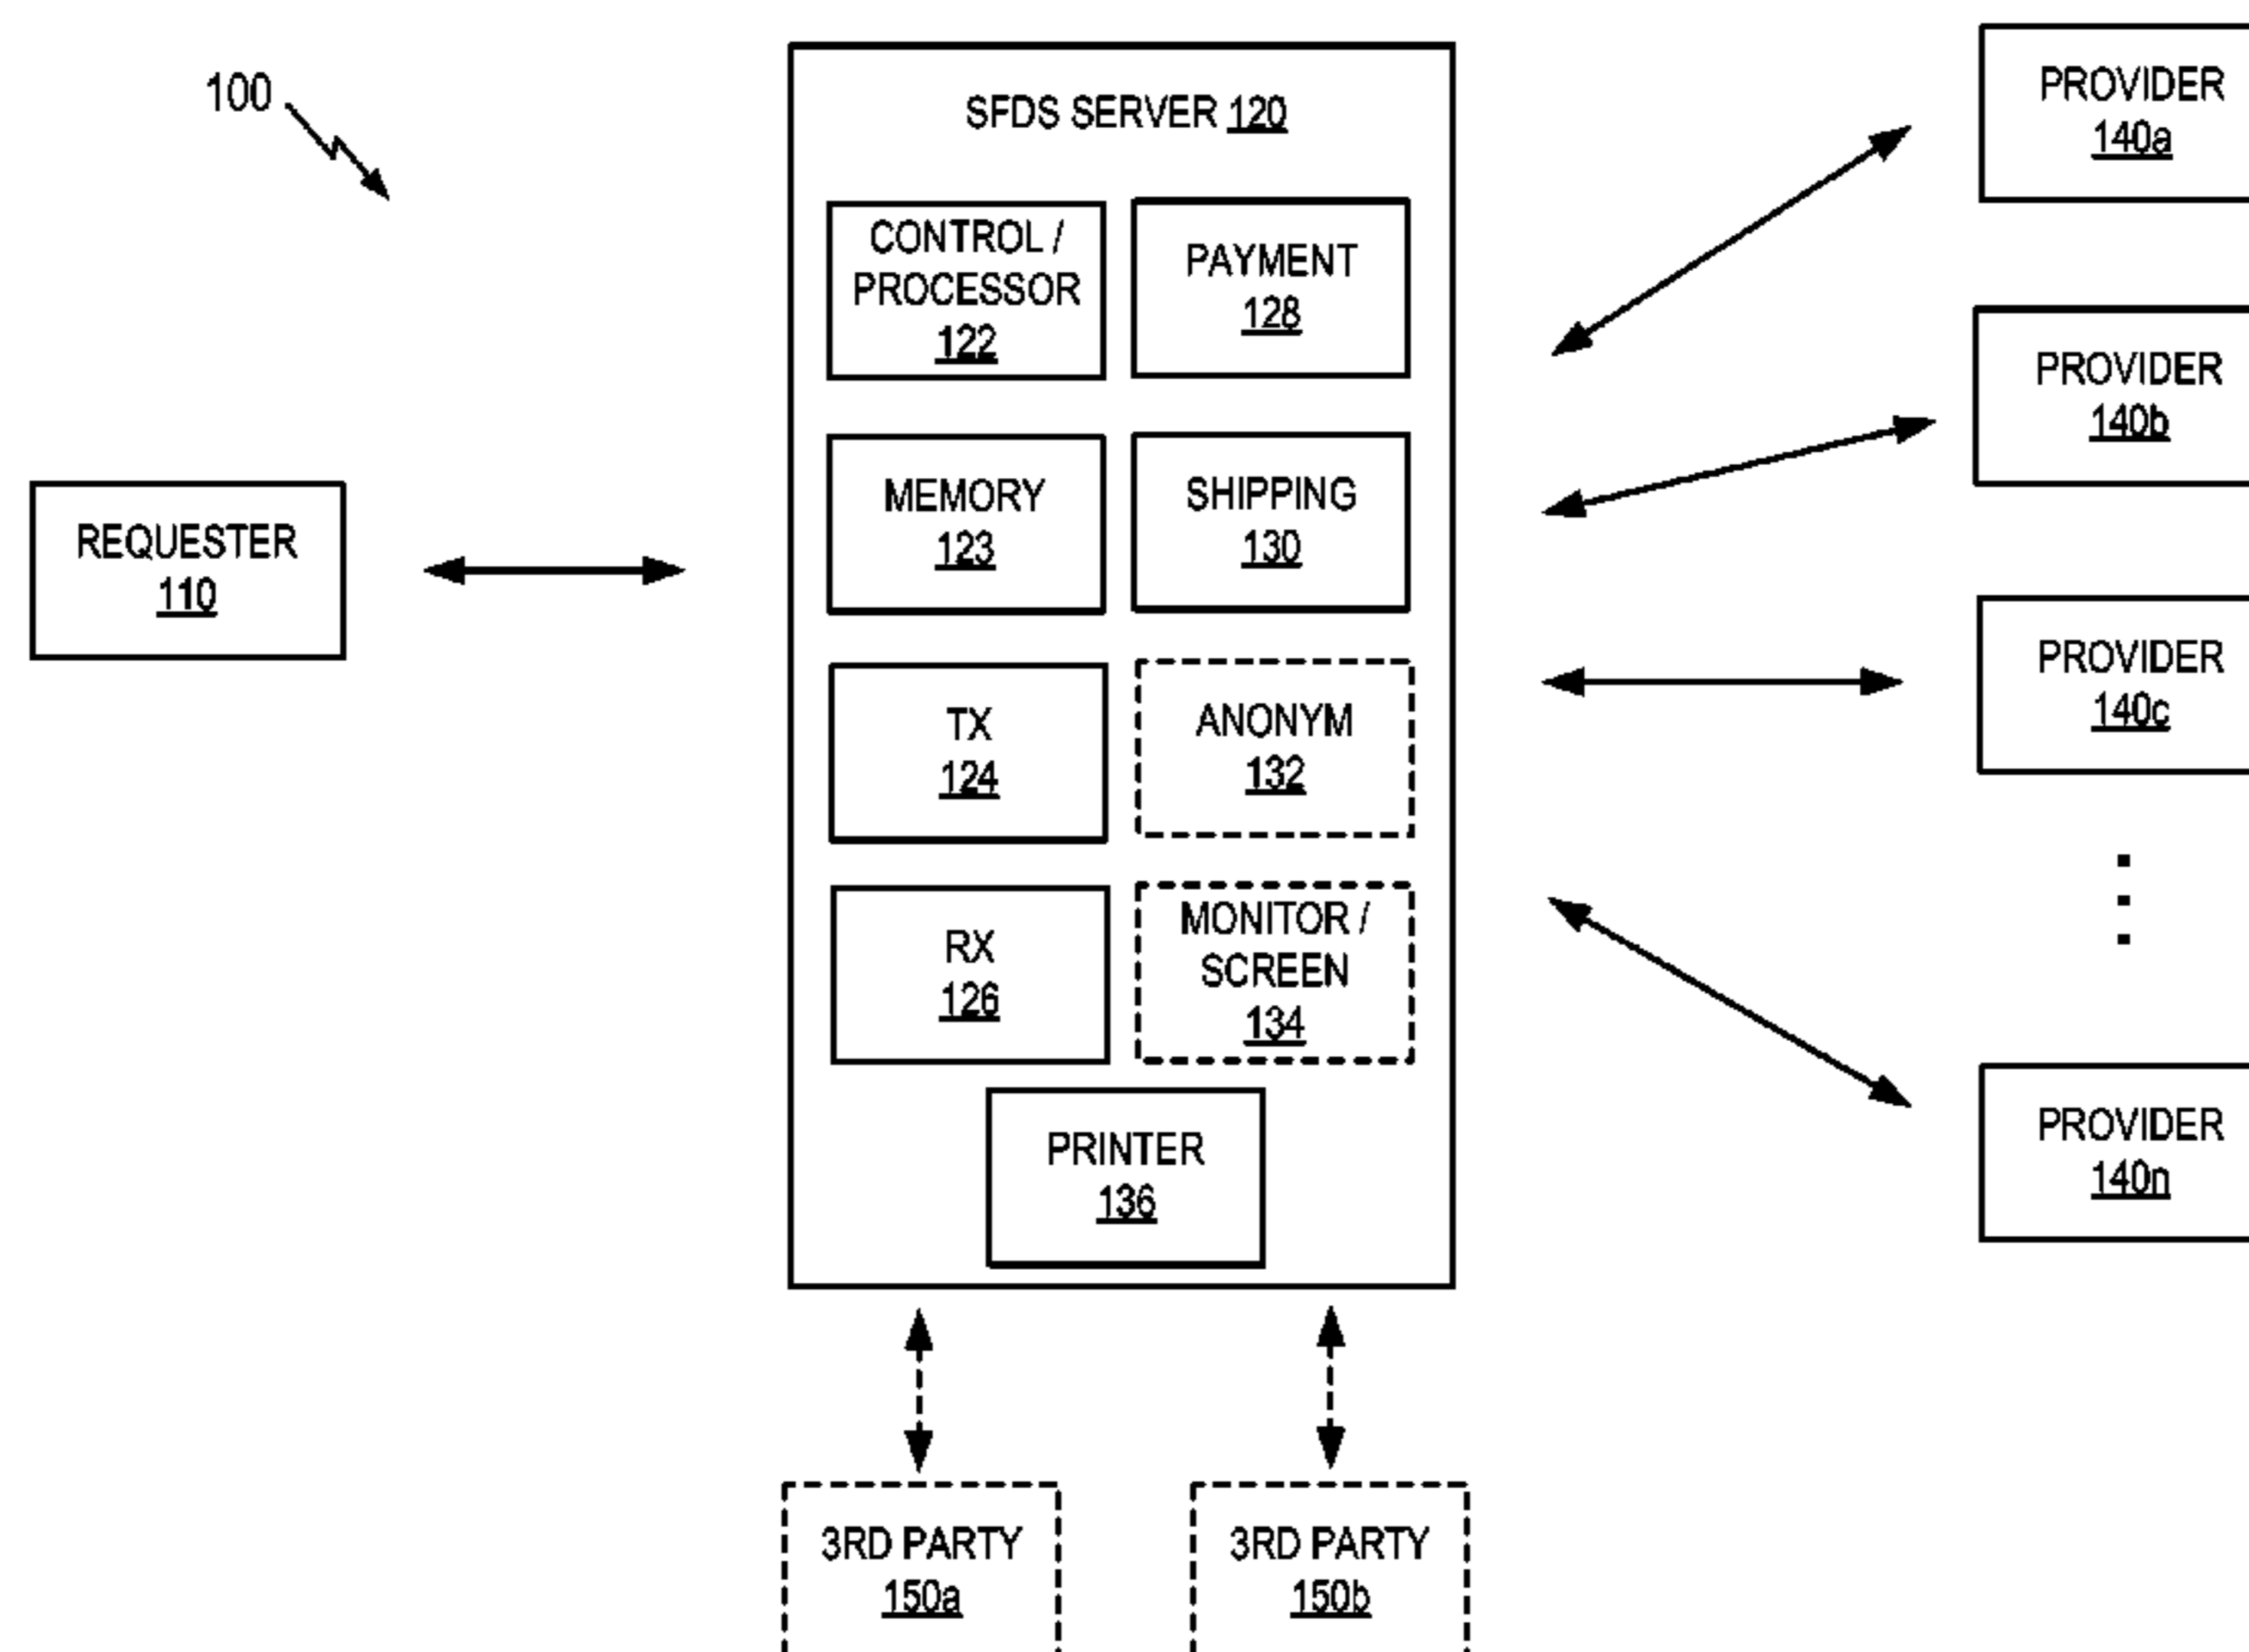 100
SFDS SERVER 120
CONTROL /
PROCESSOR
122
PAYMENT
128
MEMORY
123
SHIPPING
130
TX
124
ANONYM
132
RX
126
MONITOR /
SCREEN
134
PRINTER
136
REQUESTER
110
PROVIDER
140a
PROVIDER
140b
PROVIDER
140c
PROVIDER
140n
3RD PARTY
150a
3RD PARTY
150b